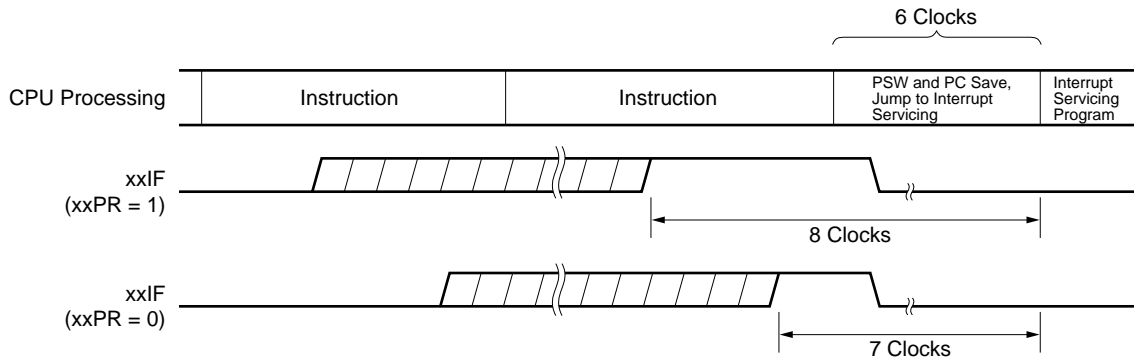 6 Clocks
CPU Processing
Instruction
Instruction
PSW and PC Save,
Jump to Interrupt
Servicing
Interrupt
Servicing
Program
xxIF
(xxPR = 1)
8 Clocks
xxIF
(xxPR = 0)
7 Clocks